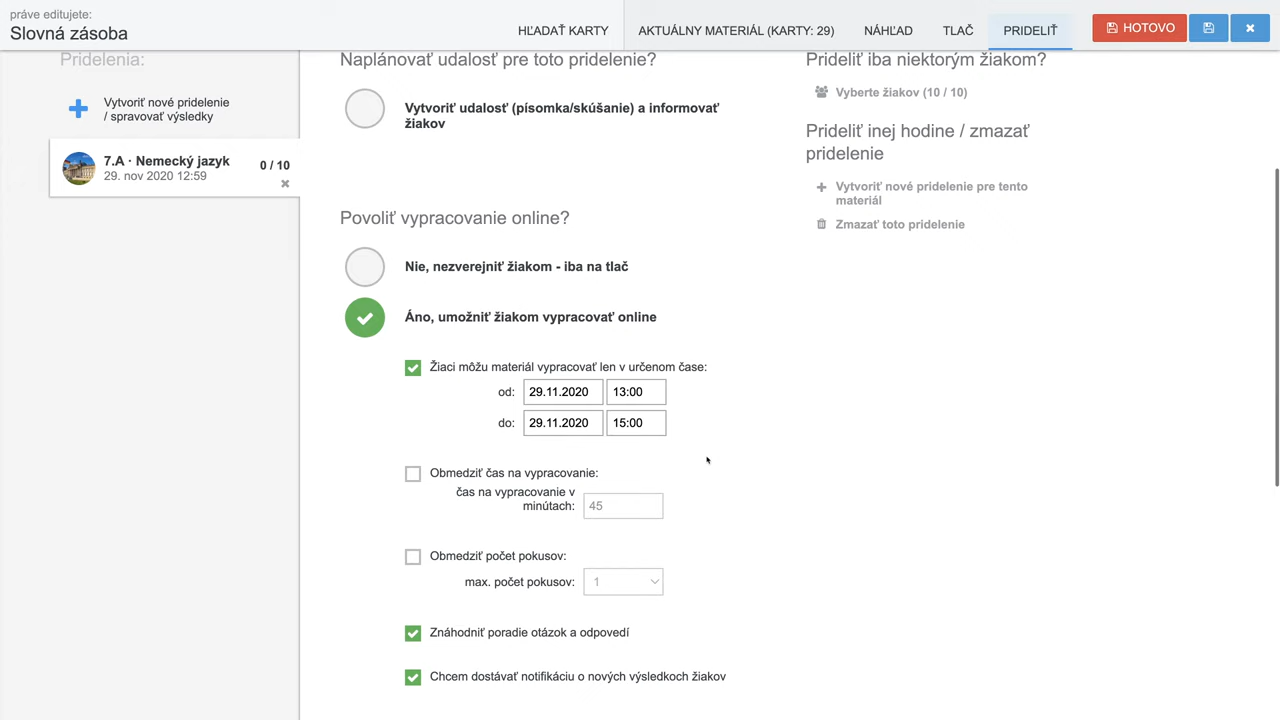 práve editujete:
Slovná zásoba
HĽADAŤ KARTY
AKTUÁLNY MATERIÁL (KARTY: 29)
NÁHĽAD
TLAČ
PRIDELIŤ
HOTOVO
Pridelenia:
Vytvoriť nové pridelenie
/ spravovať výsledky
7.A · Nemecký jazyk
29. nov 2020 12:59
0 / 10
Naplánovať udalosť pre toto pridelenie?
Vytvoriť udalosť (písomka/skúšanie) a informovať
žiakov
Povoliť vypracovanie online?
Nie, nezverejniť žiakom - iba na tlač
Áno, umožniť žiakom vypracovať online
Žiaci môžu materiál vypracovať len v určenom čase:
od: 29.11.2020 13:00
do: 29.11.2020 15:00
Obmedziť čas na vypracovanie:
čas na vypracovanie v
minútach: 45
Obmedziť počet pokusov:
max. počet pokusov: 1
Znáhodniť poradie otázok a odpovedí
Chcem dostávať notifikáciu o nových výsledkoch žiakov
Prideliť iba niektorým žiakom?
Vyberte žiakov (10 / 10)
Prideliť inej hodine / zmazať
pridelenie
Vytvoriť nové pridelenie pre tento
materiál
Zmazať toto pridelenie